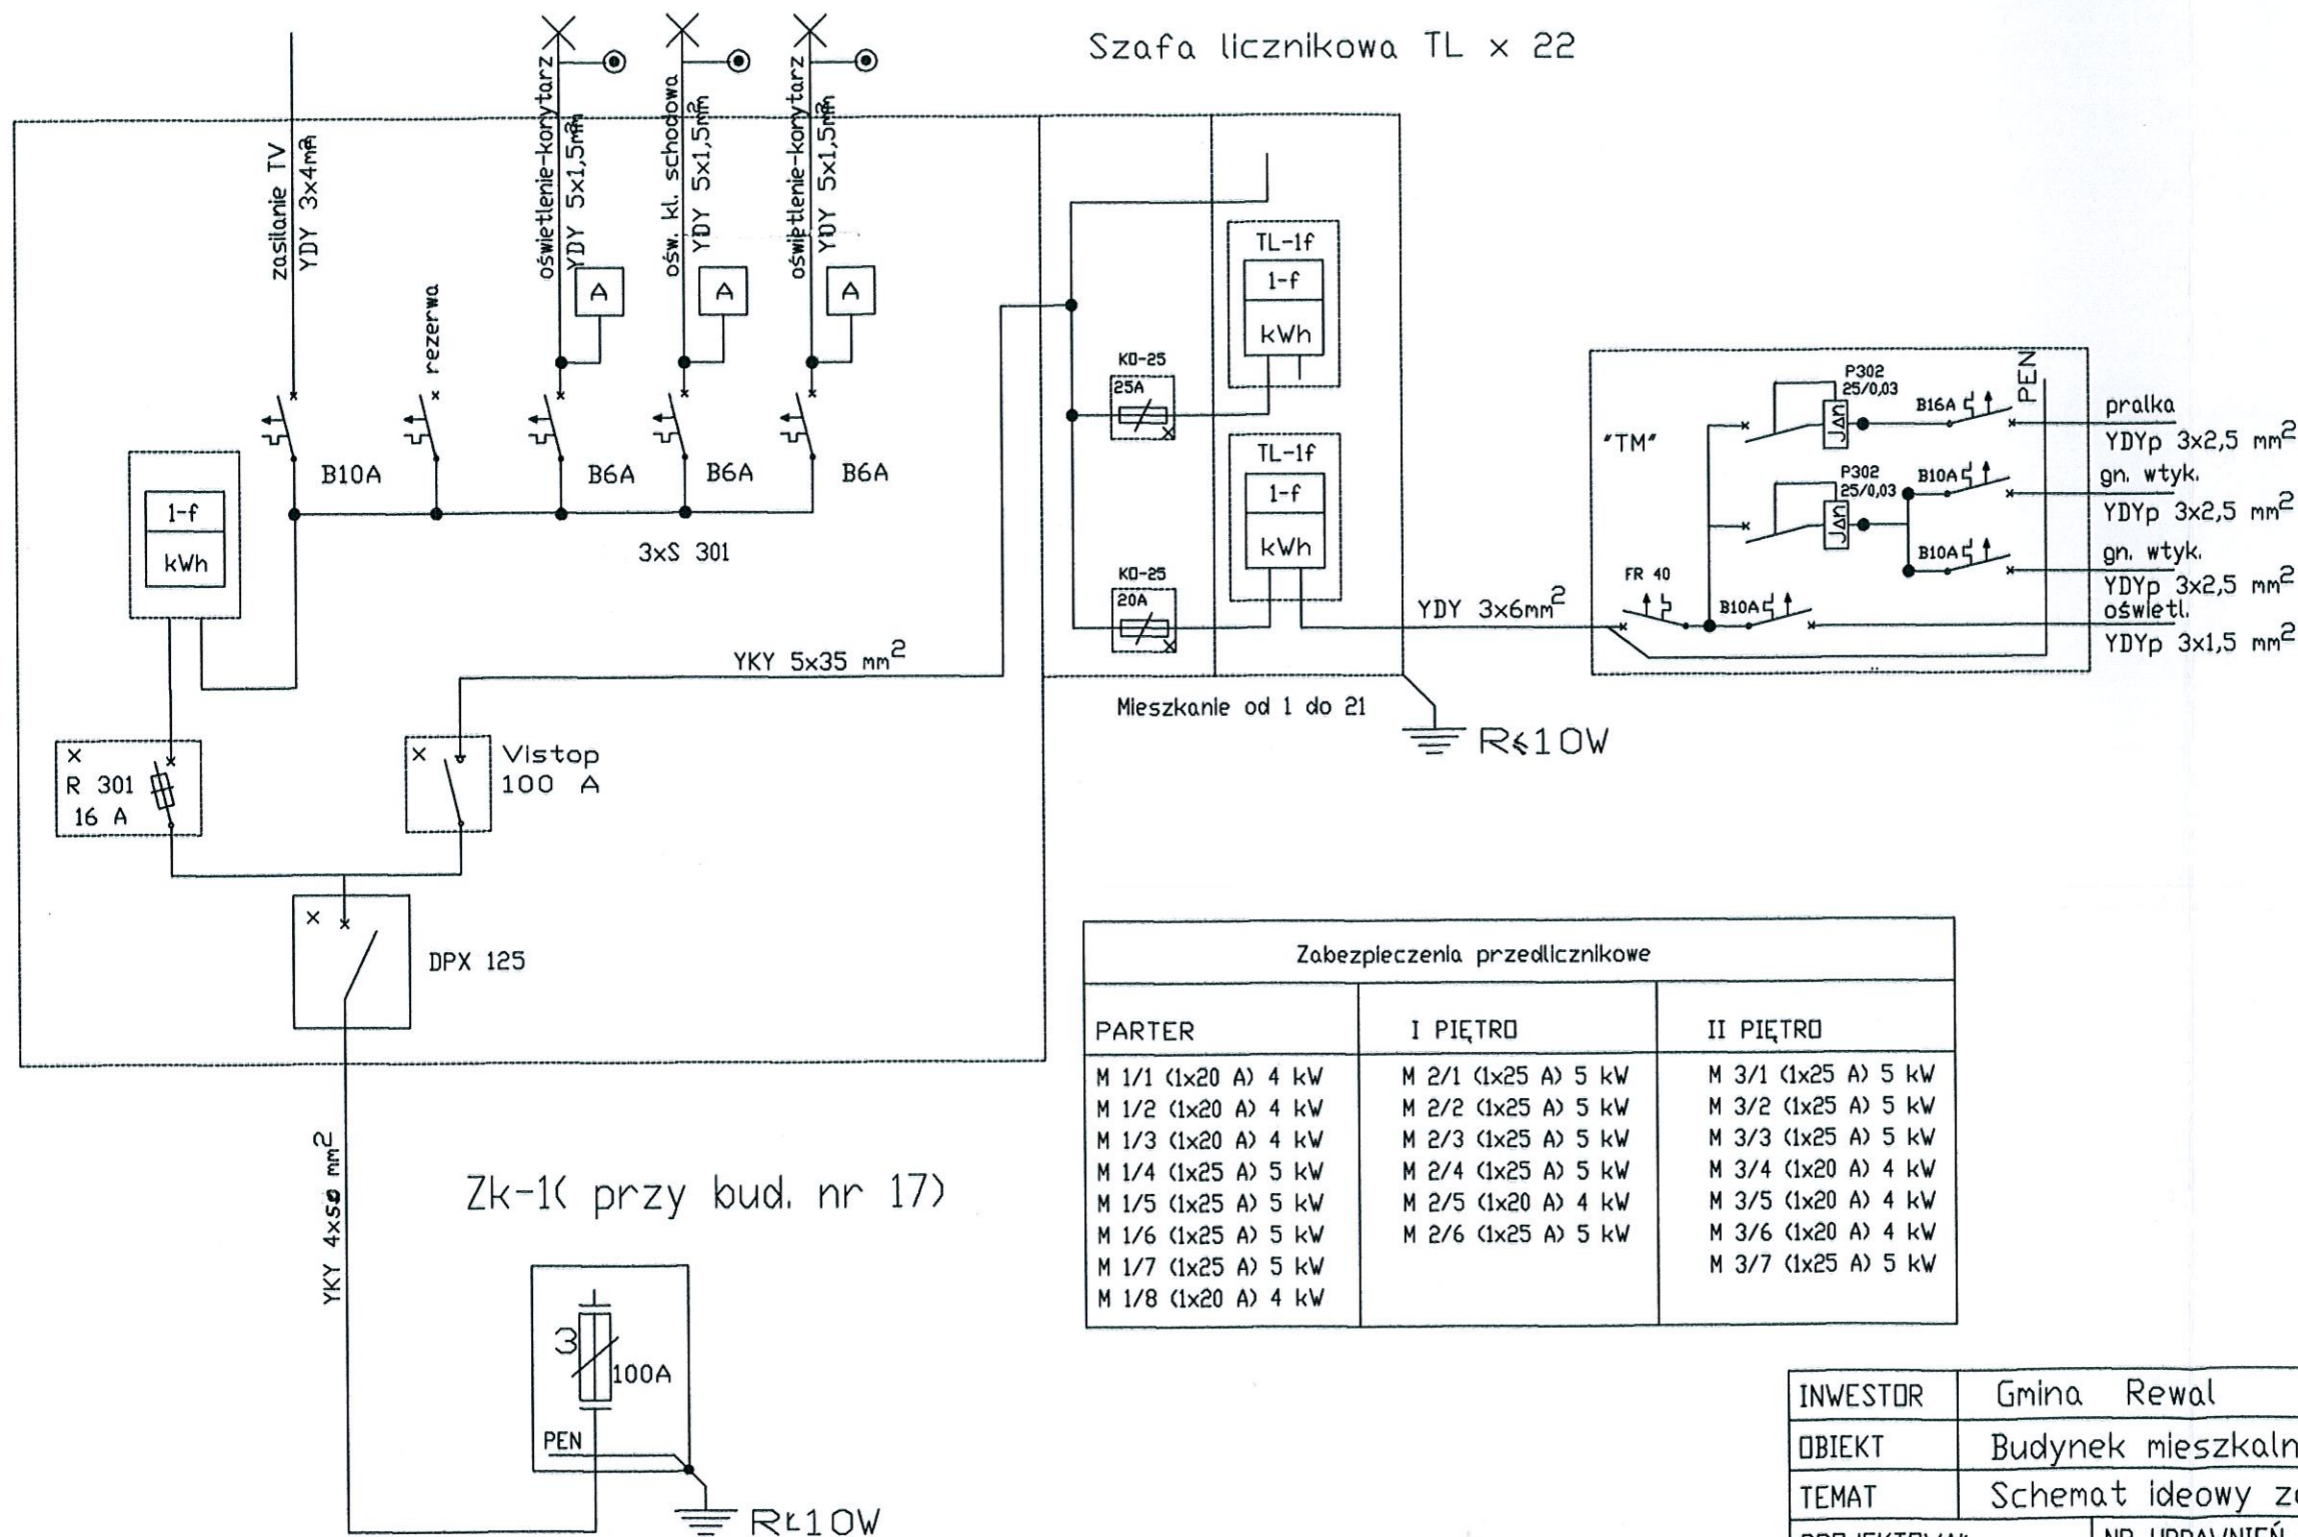 Szafa licznikowa TL x 22
zasilanie TV
YDY 3x4mm2
rezerwa
oświetlenie-korytarz
YDY 5x1,5mm2
ośw. kl. schodowa
YDY 5x1,5mm2
oświetlenie-korytarz
YDY 5x1,5mm2
A
A
A
B10A
B6A
B6A
B6A
3xS 301
1-f
kWh
R 301
16 A
Vistop
100 A
DPX 125
YKY 5x35 mm2
KO-25
25A
KO-25
20A
TL-1f
1-f
kWh
TL-1f
1-f
kWh
Mieszkanie od 1 do 21
R≤10W
YDY 3x6mm2
"TM"
FR 40
P302
25/0,03
JΔn
P302
25/0,03
JΔn
B16A
B10A
B10A
B10A
PEN
pralka
YDYp 3x2,5 mm2
gn. wtyk.
YDYp 3x2,5 mm2
gn. wtyk.
YDYp 3x2,5 mm2
oświetl.
YDYp 3x1,5 mm2
Zabezpieczenia przedlicznikowe
PARTER I PIĘTRO II PIĘTRO
M 1/1 (1x20 A) 4 kW M 2/1 (1x25 A) 5 kW M 3/1 (1x25 A) 5 kW
M 1/2 (1x20 A) 4 kW M 2/2 (1x25 A) 5 kW M 3/2 (1x25 A) 5 kW
M 1/3 (1x20 A) 4 kW M 2/3 (1x25 A) 5 kW M 3/3 (1x25 A) 5 kW
M 1/4 (1x25 A) 5 kW M 2/4 (1x25 A) 5 kW M 3/4 (1x20 A) 4 kW
M 1/5 (1x25 A) 5 kW M 2/5 (1x20 A) 4 kW M 3/5 (1x20 A) 4 kW
M 1/6 (1x25 A) 5 kW M 2/6 (1x25 A) 5 kW M 3/6 (1x20 A) 4 kW
M 1/7 (1x25 A) 5 kW M 3/7 (1x25 A) 5 kW
M 1/8 (1x20 A) 4 kW
YKY mm2
Zk-1( przy bud. nr 17)
3
100A
PEN
RŁ10W
INWESTOR Gmina Rewal
OBIEKT Budynek mieszkaln
TEMAT Schemat ideowy